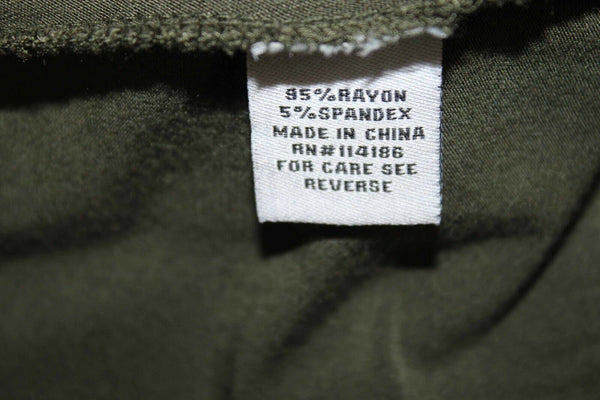 95%RAYON
5%SPANDEX
MADE IN CHINA
RN#114186
FOR CARE SEE
REVERSE